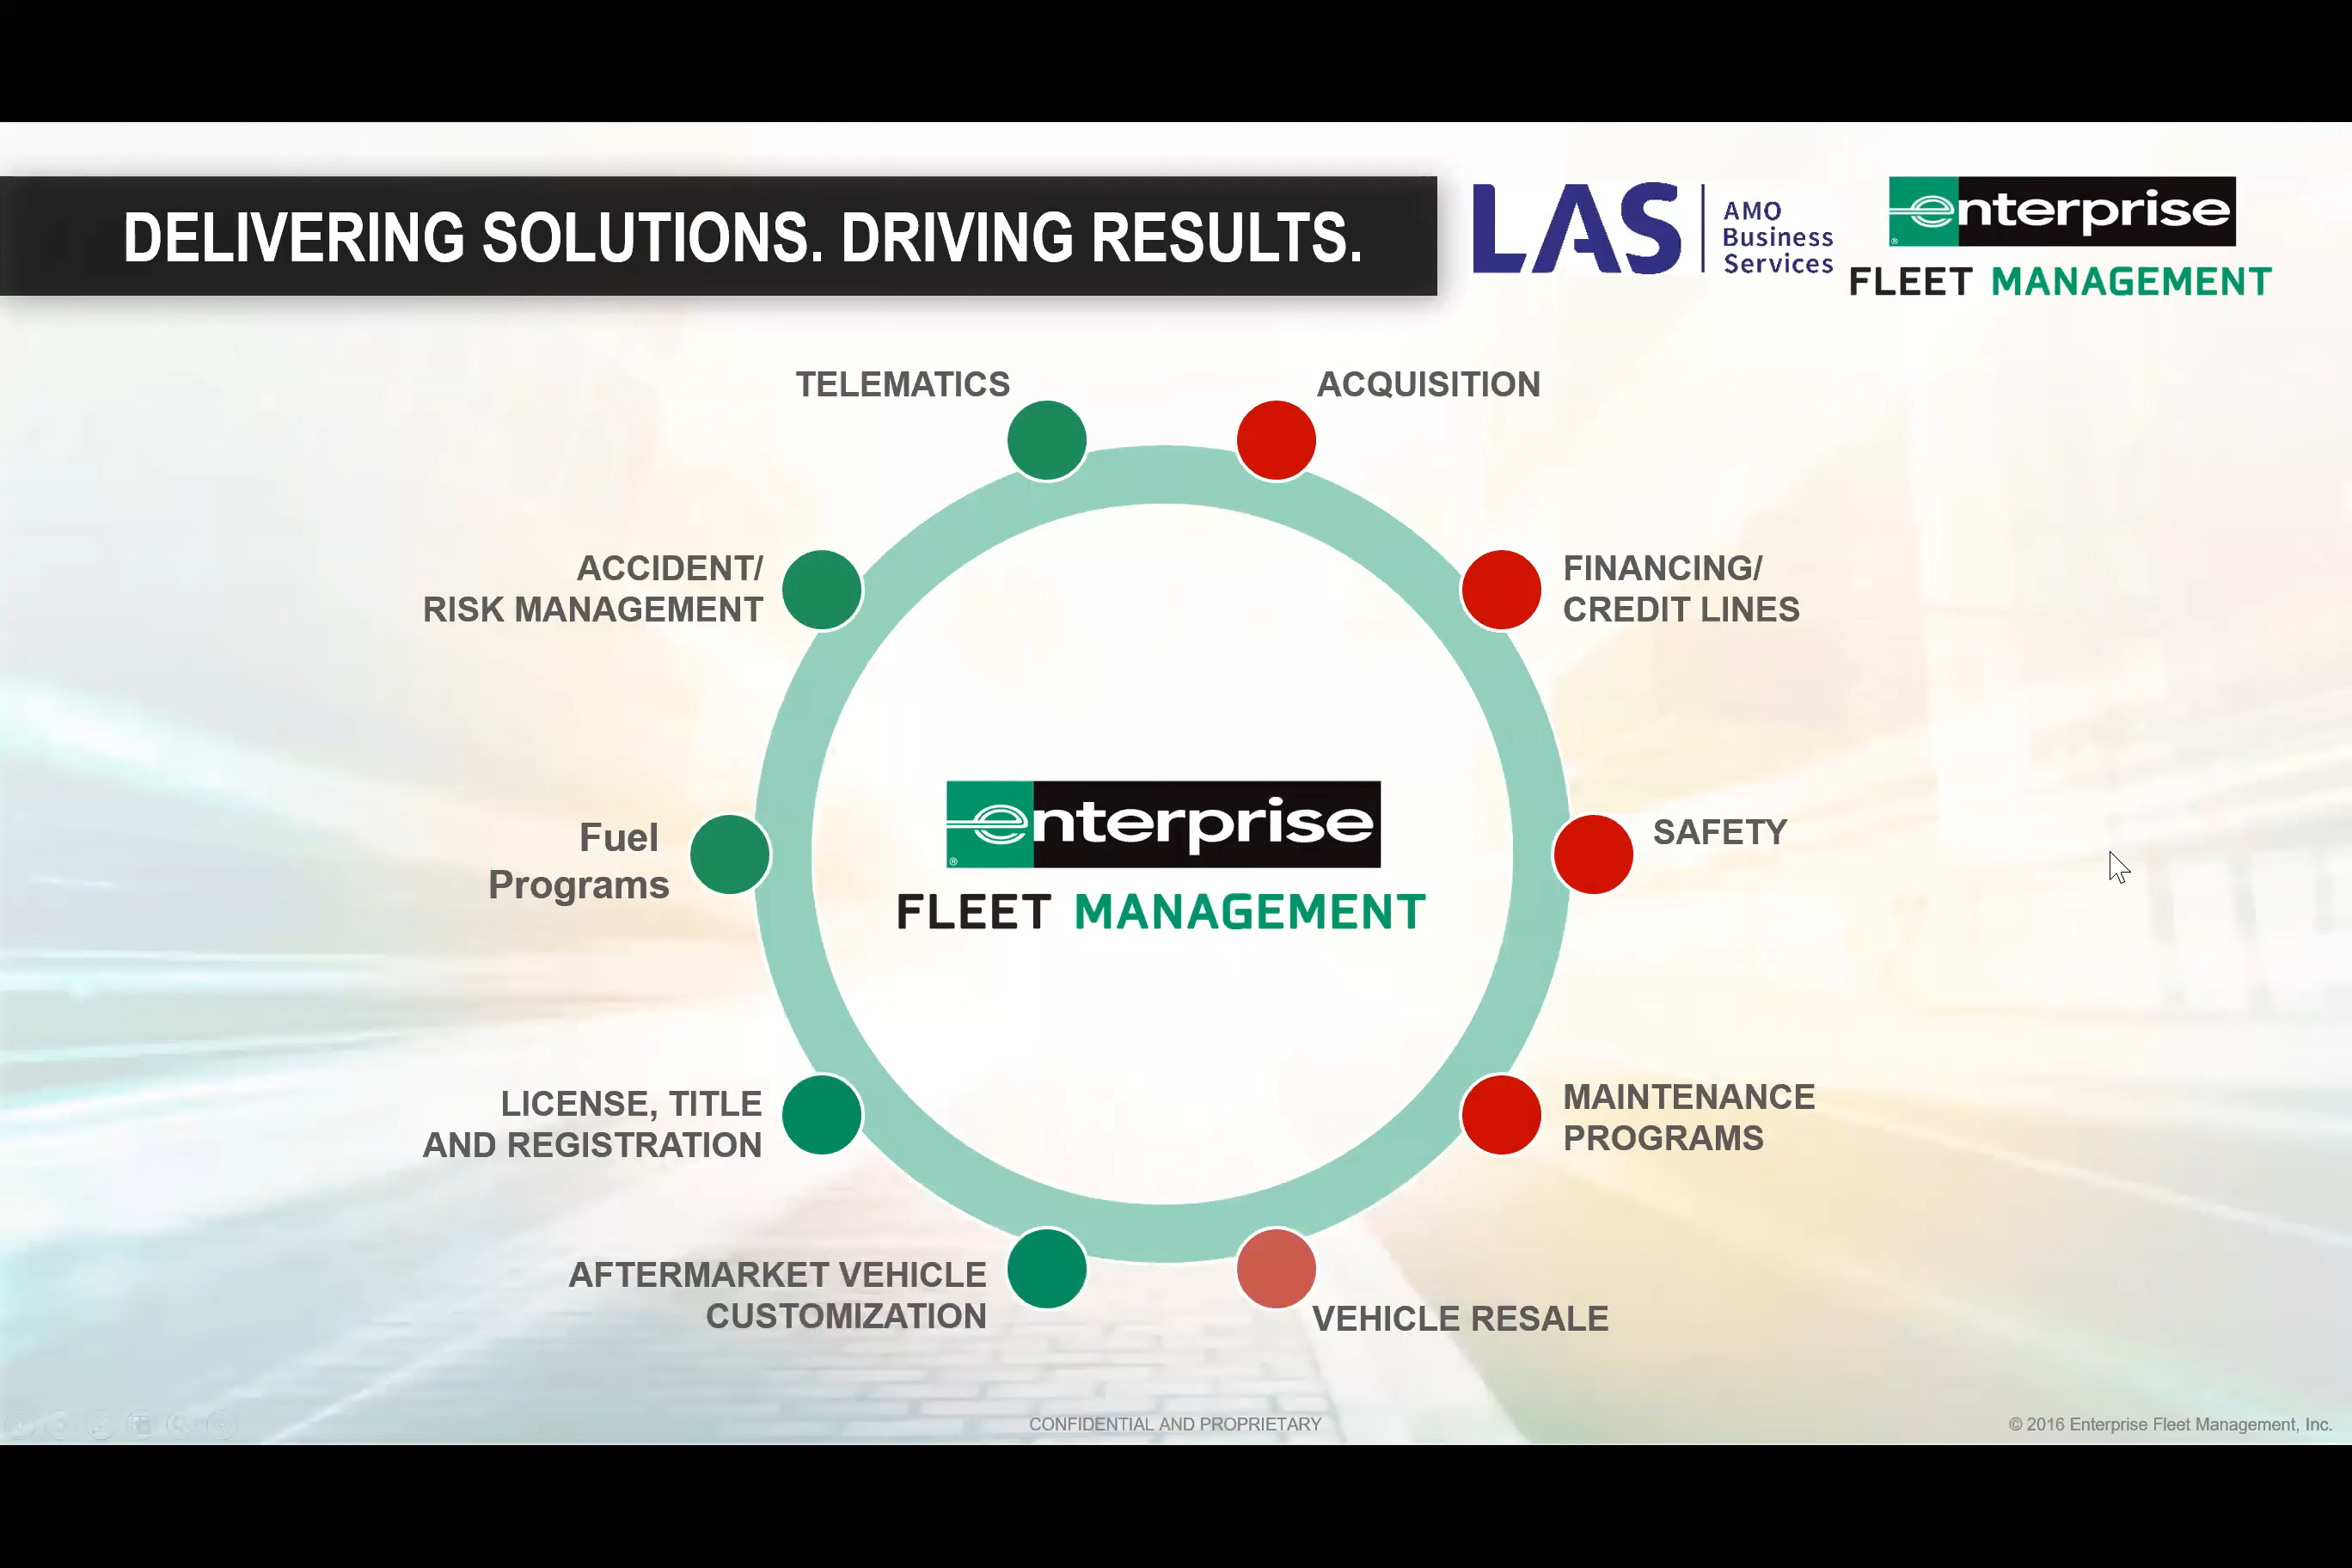 DELIVERING SOLUTIONS. DRIVING RESULTS.
LAS
AMO
Business
Services
enterprise
®
FLEET MANAGEMENT
TELEMATICS
ACQUISITION
ACCIDENT/
RISK MANAGEMENT
FINANCING/
CREDIT LINES
Fuel
Programs
enterprise
®
FLEET MANAGEMENT
SAFETY
LICENSE, TITLE
AND REGISTRATION
MAINTENANCE
PROGRAMS
AFTERMARKET VEHICLE
CUSTOMIZATION
VEHICLE RESALE
CONFIDENTIAL AND PROPRIETARY
© 2016 Enterprise Fleet Management, Inc.